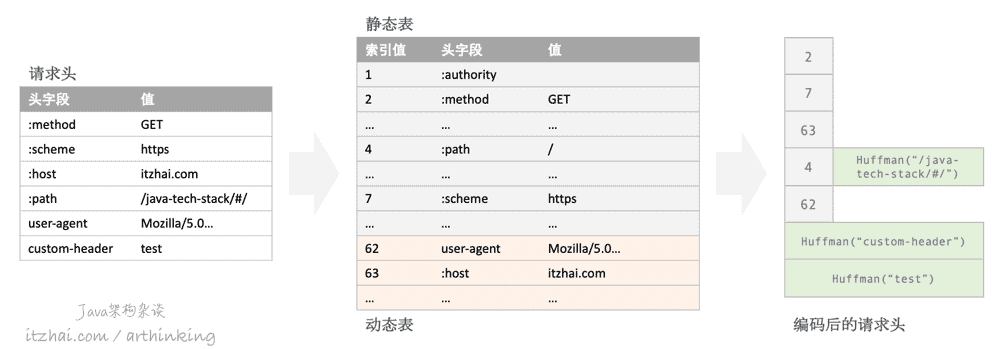 请求头
头字段 值
:method GET
:scheme https
:host itzhai.com
:path /java-tech-stack/#/
user-agent Mozilla/5.0...
custom-header test
Java架构杂谈
itzhai.com / arthinking
静态表
索引值 头字段 值
1 :authority
2 :method GET
... ... ...
4 :path /
... ... ...
7 :scheme https
... ... ...
62 user-agent Mozilla/5.0...
63 :host itzhai.com
... ... ...
动态表
2
7
63
4 Huffman(“/java-
tech-stack/#/”)
62
Huffman(“custom-header”)
Huffman(“test”)
编码后的请求头